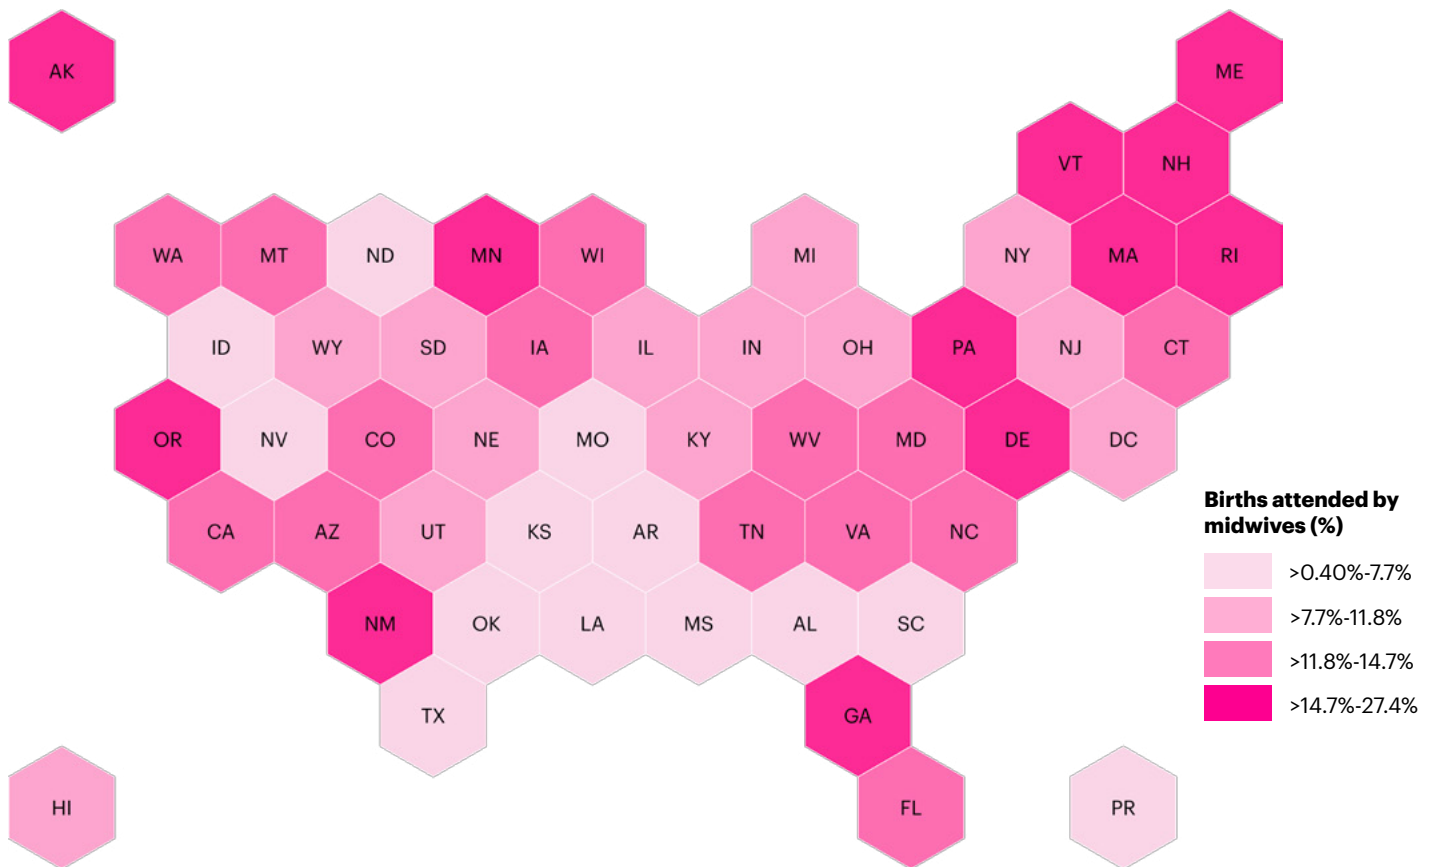 AK
ME
VT
NH
WA
MT
ND
MN
WI
MI
NY
MA
RI
ID
WY
SD
IA
IL
IN
OH
PA
NJ
CT
OR
NV
CO
NE
MO
KY
WV
MD
DE
DC
CA
AZ
UT
KS
AR
TN
VA
NC
NM
OK
LA
MS
AL
SC
TX
GA
HI
FL
PR
Births attended by
midwives (%)
>0.40%-7.7%
>7.7%-11.8%
>11.8%-14.7%
>14.7%-27.4%